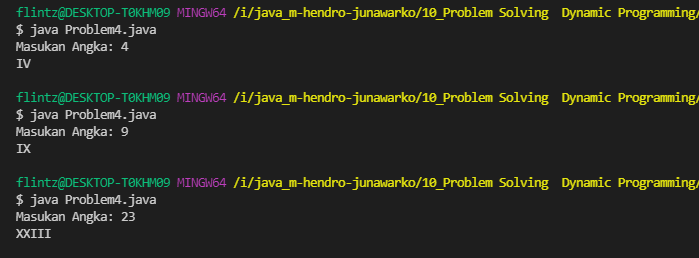 flintz@DESKTOP-T0KHM09 MINGW64 /i/java_m-hendro-junawarko/10_Problem Solving  Dynamic Programming/
$ java Problem4.java
Masukan Angka: 4
IV
flintz@DESKTOP-T0KHM09 MINGW64 /i/java_m-hendro-junawarko/10_Problem Solving  Dynamic Programming/
$ java Problem4.java
Masukan Angka: 9
IX
flintz@DESKTOP-T0KHM09 MINGW64 /i/java_m-hendro-junawarko/10_Problem Solving  Dynamic Programming/
$ java Problem4.java
Masukan Angka: 23
XXIII